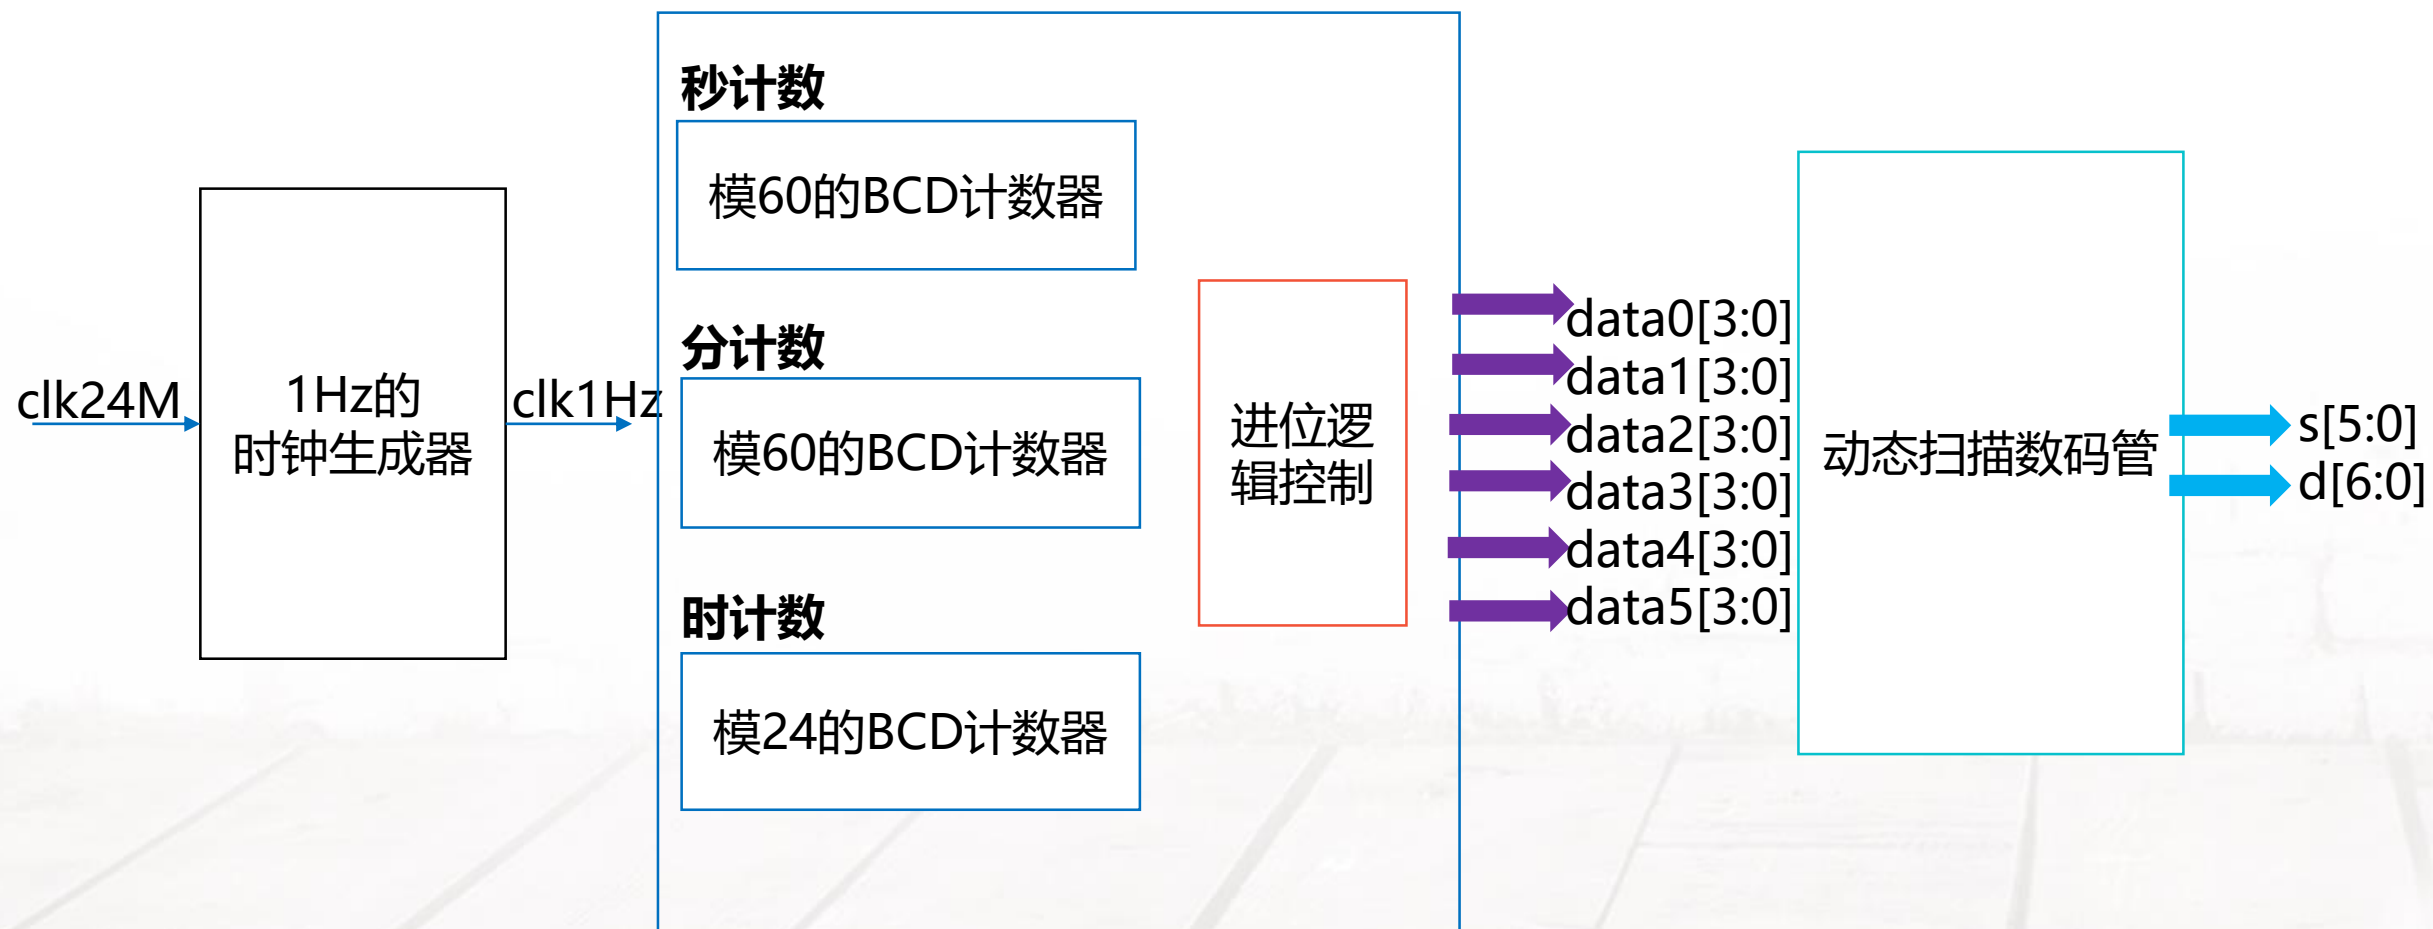 clk24M
1Hz的
时钟生成器
clk1Hz
秒计数
模60的BCD计数器
分计数
模60的BCD计数器
时计数
模24的BCD计数器
进位逻
辑控制
data0[3:0]
data1[3:0]
data2[3:0]
data3[3:0]
data4[3:0]
data5[3:0]
动态扫描数码管
s[5:0]
d[6:0]